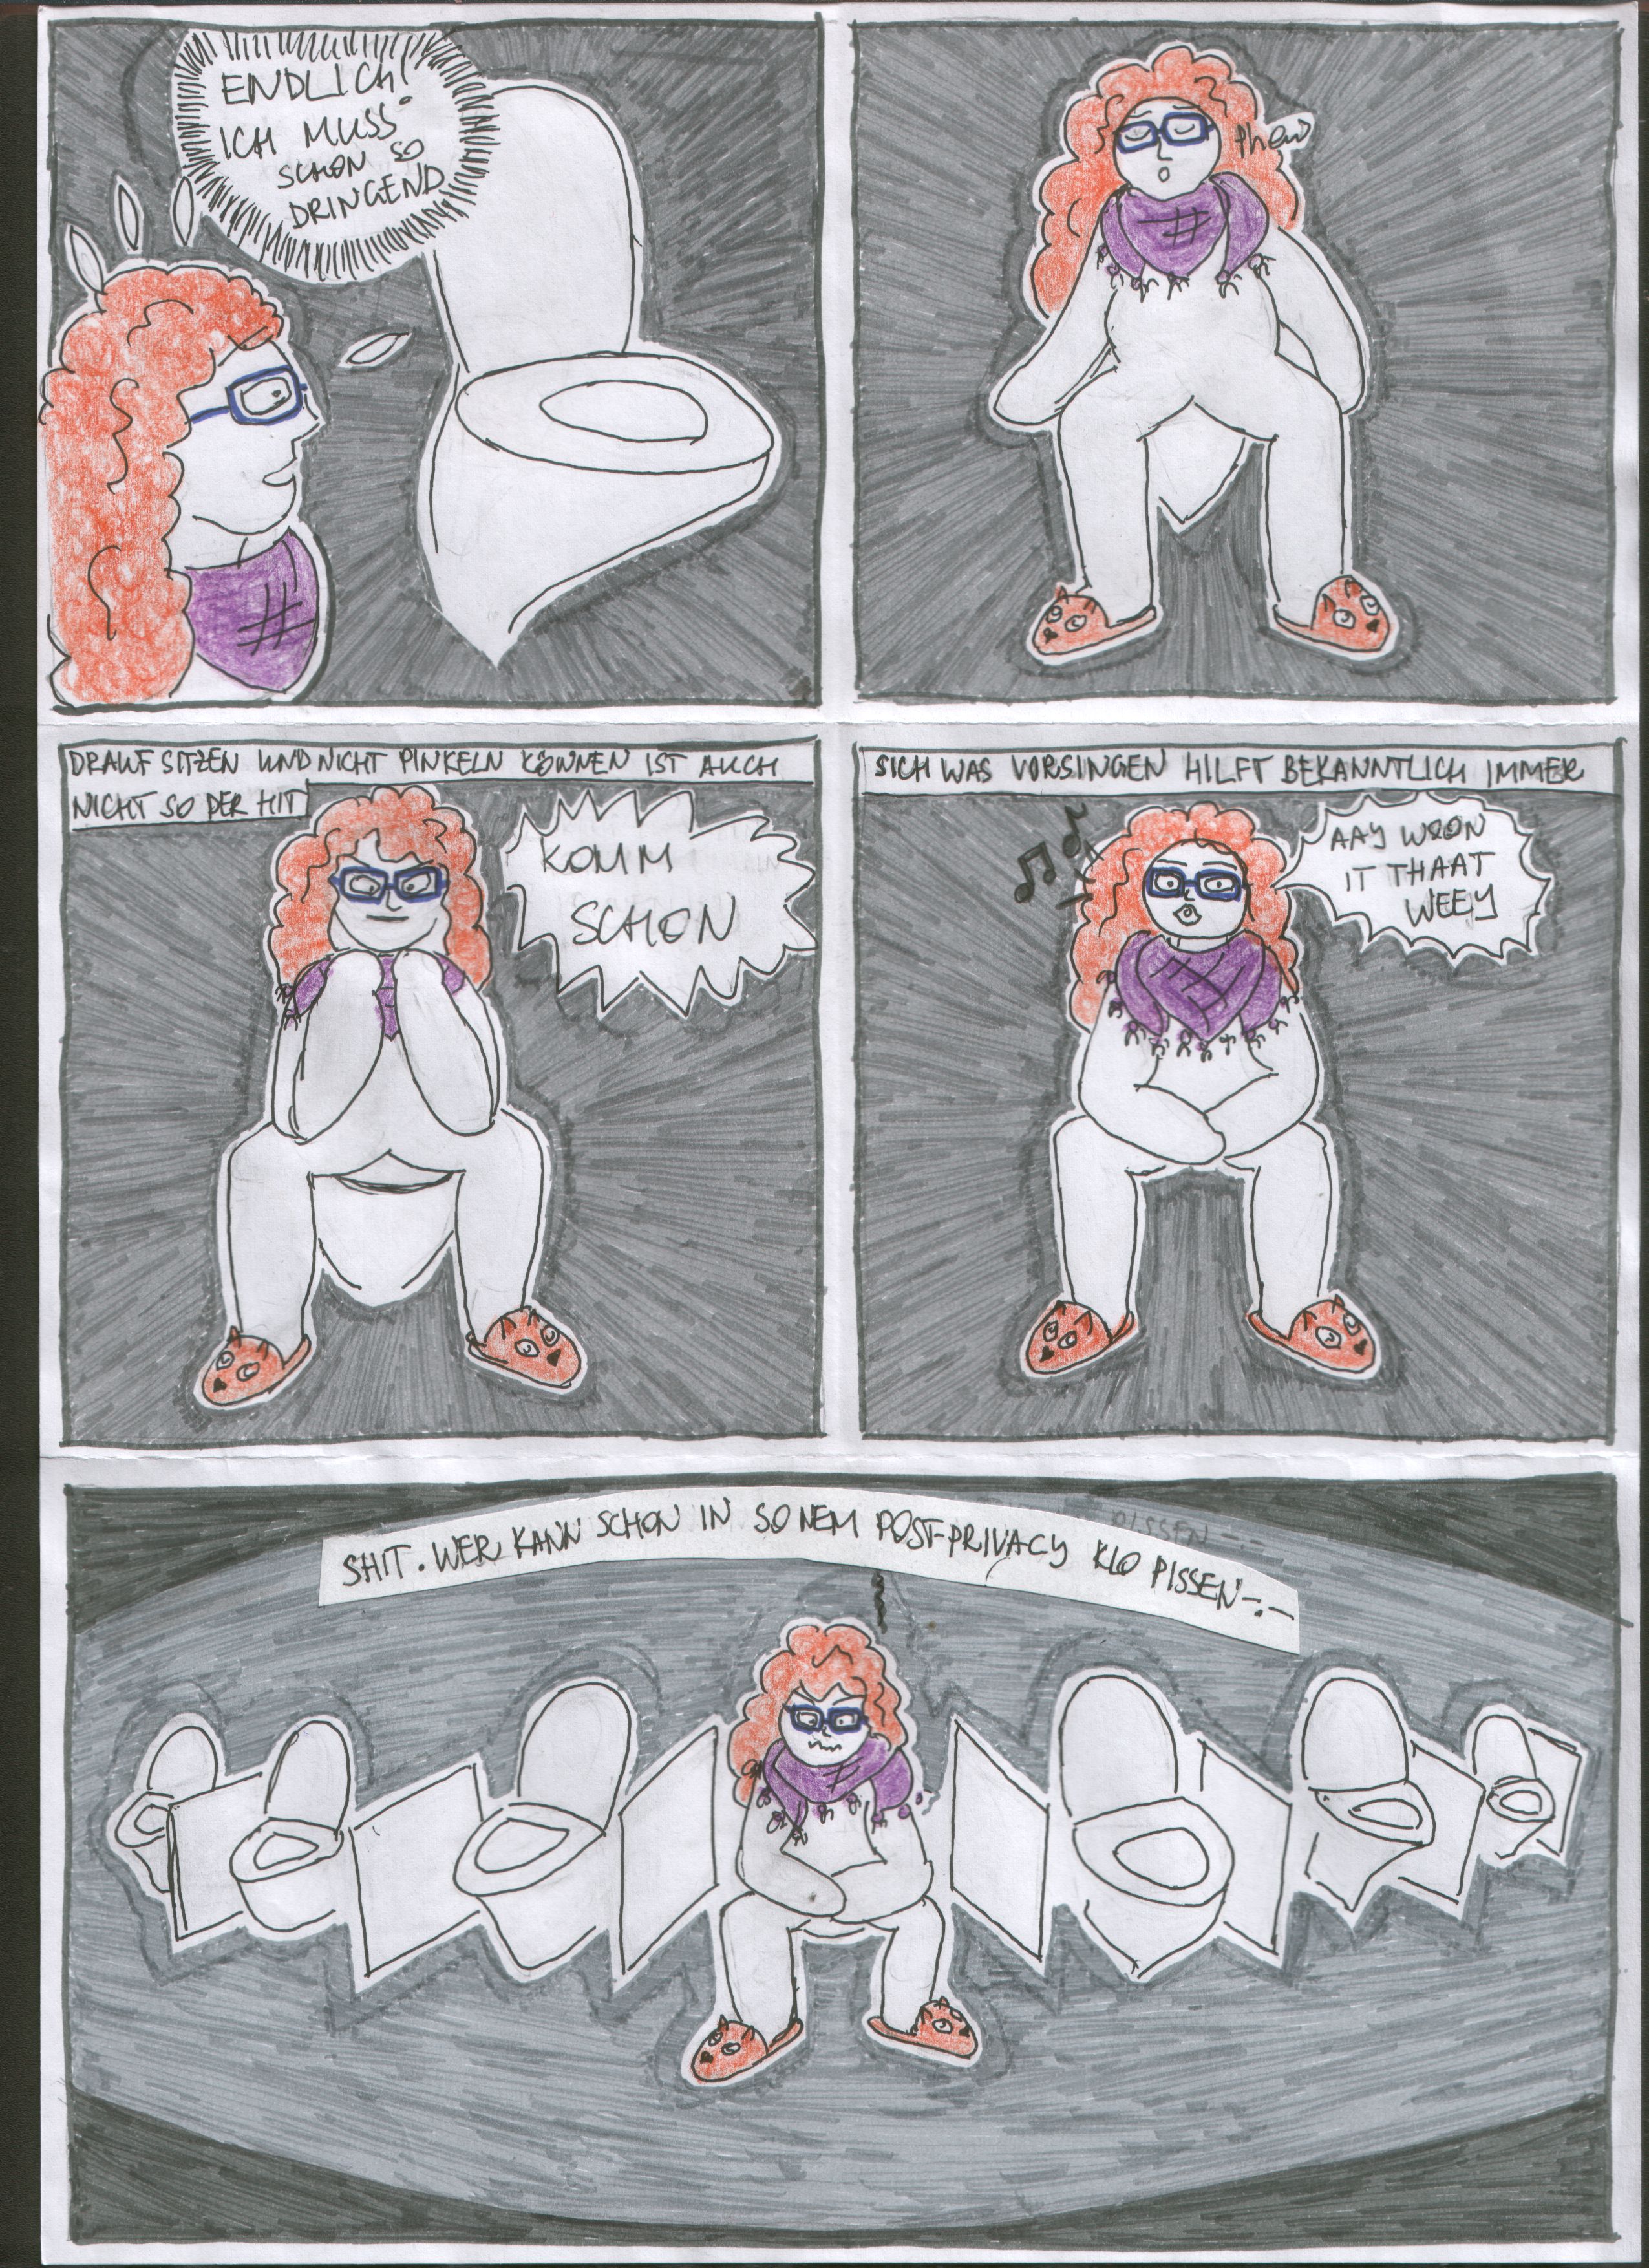 ENDLICH!
ICH MUSS
SCHON SO
DRINGEND
Phew
DRAUF SITZEN UND NICHT PINKELN KÖNNEN IST AUCH
NICHT SO DER HIT
KOMM
SCHON
SICH WAS VORSINGEN HILFT BEKANNTLICH IMMER
AAY WOON
IT THAAT
WEEY
SHIT. WER KANN SCHON IN SO NEM POST-PRIVACY KLO PISSEN -.-